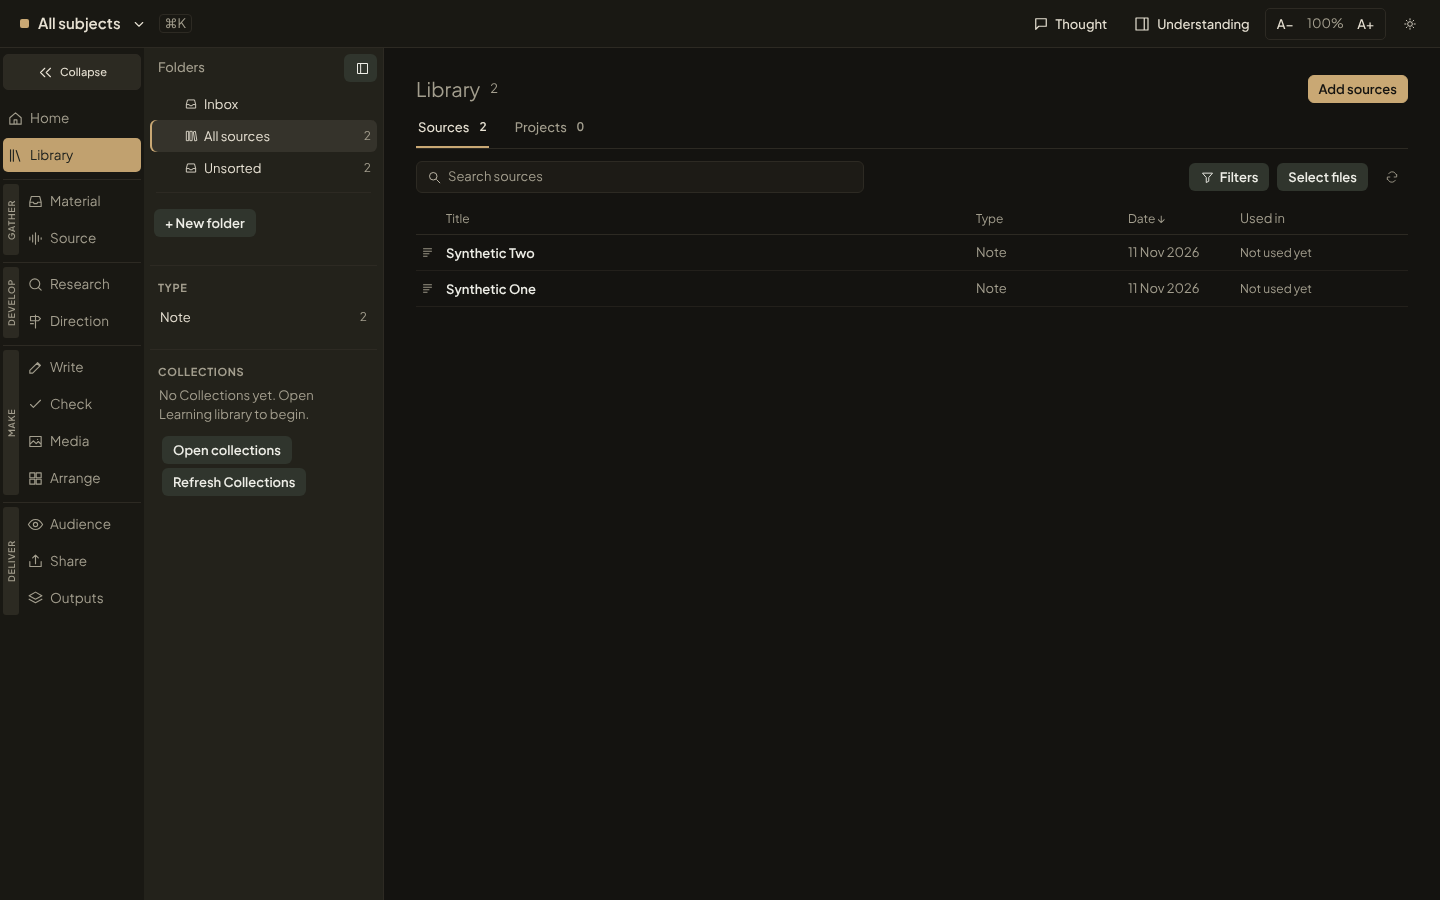 All subjects ⌘K Thought Understanding A− 100% A+
Collapse
Home
Library
GATHER
Material
Source
DEVELOP
Research
Direction
MAKE
Write
Check
Media
Arrange
DELIVER
Audience
Share
Outputs
Folders
Inbox
All sources 2
Unsorted 2
+ New folder
TYPE
Note 2
COLLECTIONS
No Collections yet. Open
Learning library to begin.
Open collections
Refresh Collections
Library 2 Add sources
Sources 2 Projects 0
Search sources Filters Select files
Title Type Date↓ Used in
Synthetic Two Note 11 Nov 2026 Not used yet
Synthetic One Note 11 Nov 2026 Not used yet